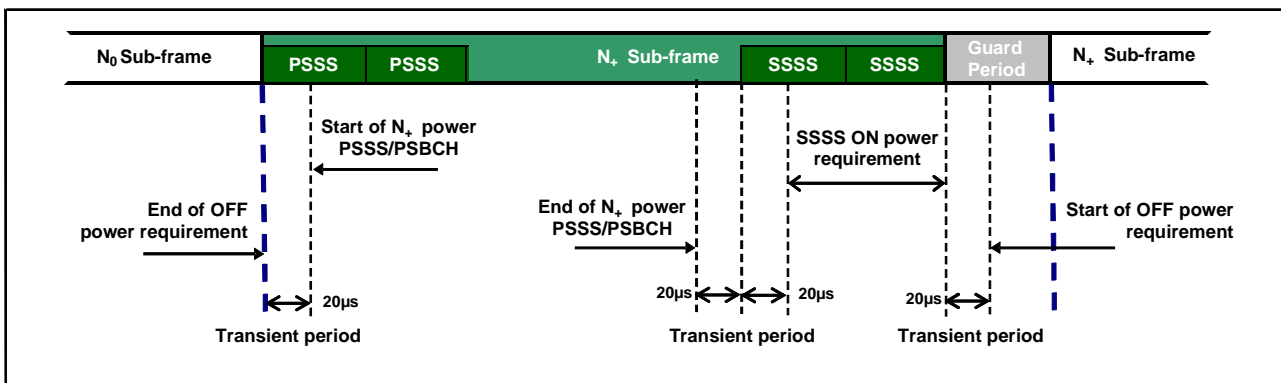 N₀ Sub-frame
PSSS
PSSS
N₊ Sub-frame
SSSS
SSSS
Guard
Period
N₊ Sub-frame
Start of N₊ power
PSSS/PSBCH
SSSS ON power
requirement
End of OFF
power requirement
End of N₊ power
PSSS/PSBCH
Start of OFF power
requirement
20µs
20µs
20µs
20µs
Transient period
Transient period
Transient period